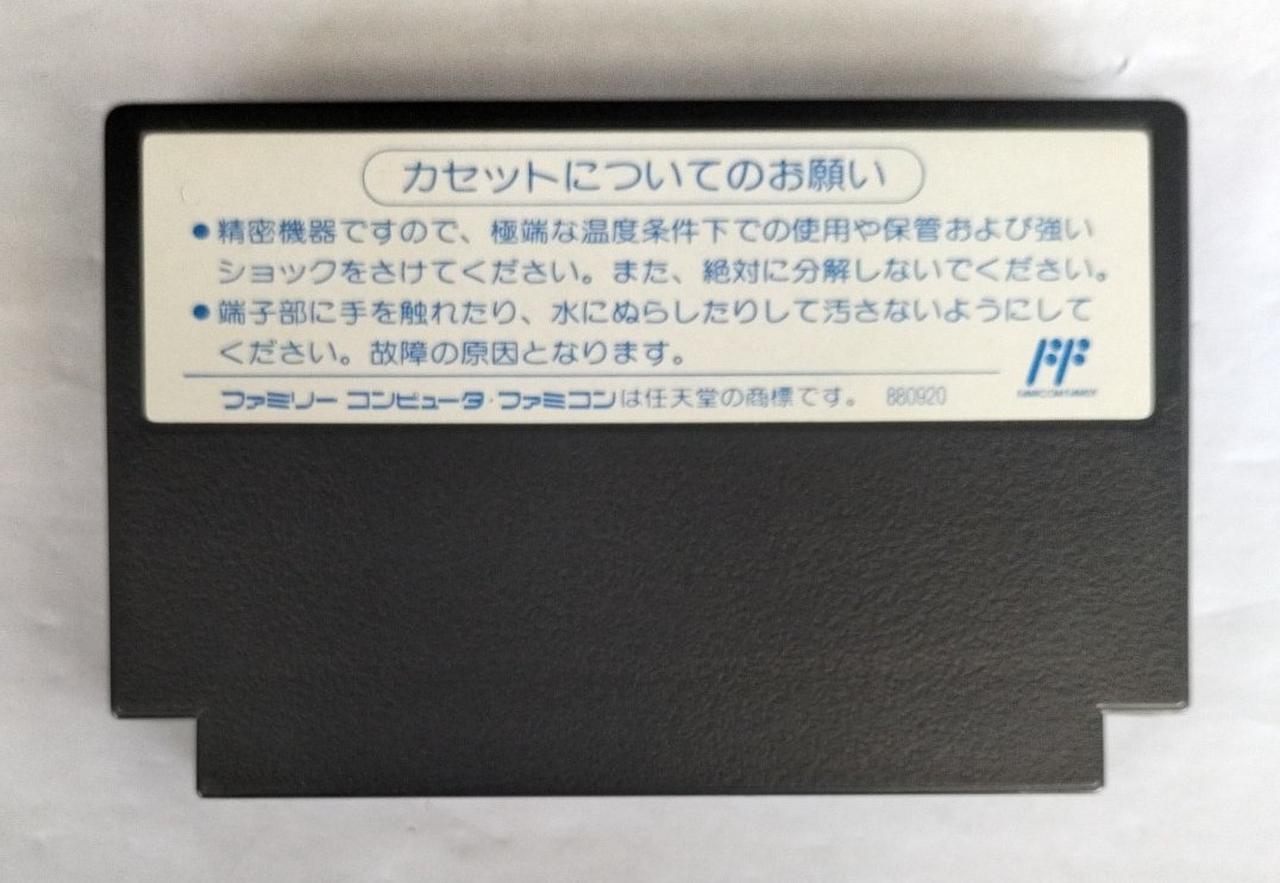 カセットについてのお願い
●精密機器ですので、極端な温度条件下での使用や保管および強い
ショックをさけてください。また、絶対に分解しないでください。
●端子部に手を触れたり、水にぬらしたりして汚さないようにして
ください。故障の原因となります。
ファミリー コンピュータ・ファミコンは任天堂の商標です。 880920